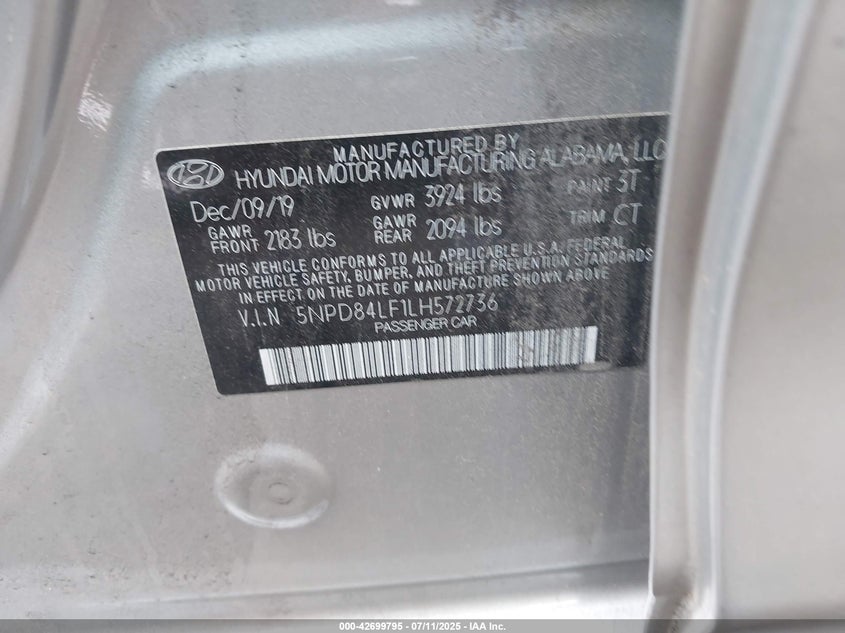 MANUFACTURED BY
HYUNDAI MOTOR MANUFACTURING ALABAMA, LLC
Dec/09/19 GVWR 3924 lbs PAINT 3T
GAWR FRONT 2183 lbs GAWR REAR 2094 lbs TRIM CT
THIS VEHICLE CONFORMS TO ALL APPLICABLE U.S.A. FEDERAL
MOTOR VEHICLE SAFETY, BUMPER, AND THEFT PREVENTION STANDARDS
IN EFFECT ON THE DATE OF MANUFACTURE SHOWN ABOVE
V.I.N 5NPD84LF1LH572736
PASSENGER CAR
000-42699795 - 07/11/2025 - IAA Inc.